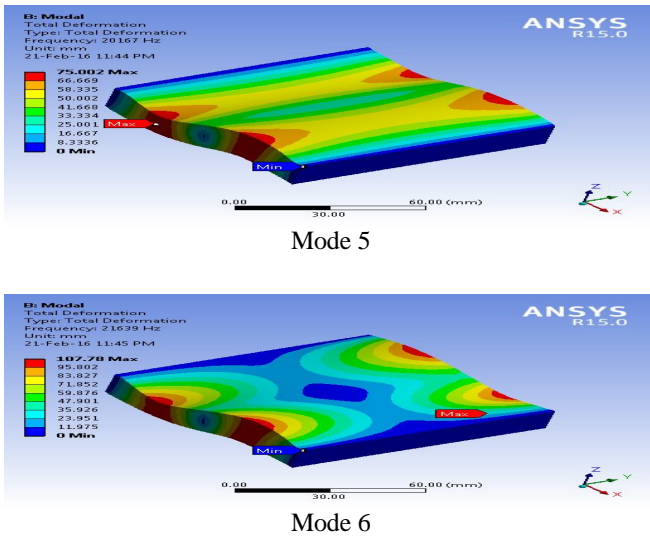 B: Modal
Total Deformation
Type: Total Deformation
Frequency: 20167 Hz
Unit: mm
21-Feb-16 11:44 PM
75.002 Max
66.669
58.335
50.002
41.668
33.334
25.001
16.667
8.3336
0 Min
ANSYS
R15.0
Max
Min
0.00
60.00 (mm)
30.00
Z
Y
X
Mode 5
B: Modal
Total Deformation
Type: Total Deformation
Frequency: 21639 Hz
Unit: mm
21-Feb-16 11:45 PM
107.78 Max
95.802
83.827
71.852
59.876
47.901
35.926
23.951
11.975
0 Min
ANSYS
R15.0
Max
Min
0.00
60.00 (mm)
30.00
Z
Y
X
Mode 6